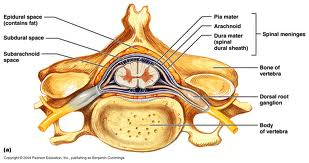 Epidural space
(contains fat)
Subdural space
Subarachnoid
space
Pia mater
Arachnoid
Dura mater
(spinal
dural sheath)
Spinal meninges
Bone of
vertebra
Dorsal root
ganglion
Body of
vertebra
(a)
Copyright © 2004 Pearson Education, Inc., publishing as Benjamin Cummings.